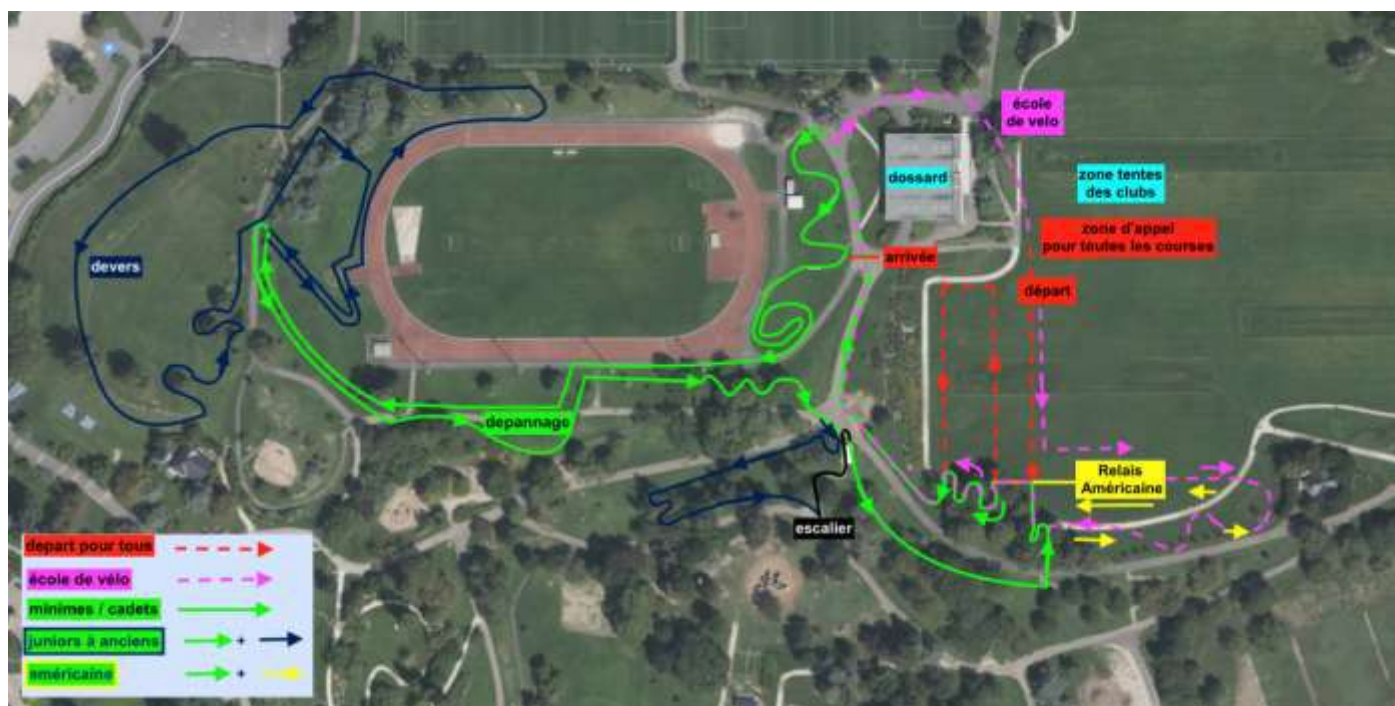 école
de velo
dossard
zone tentes
des clubs
zone d'appel
pour toutes les courses
devers
arrivée
départ
depannage
Relais
Américaine
escalier
depart pour tous
école de vélo
minimes / cadets
juniors à anciens
+
américaine
+